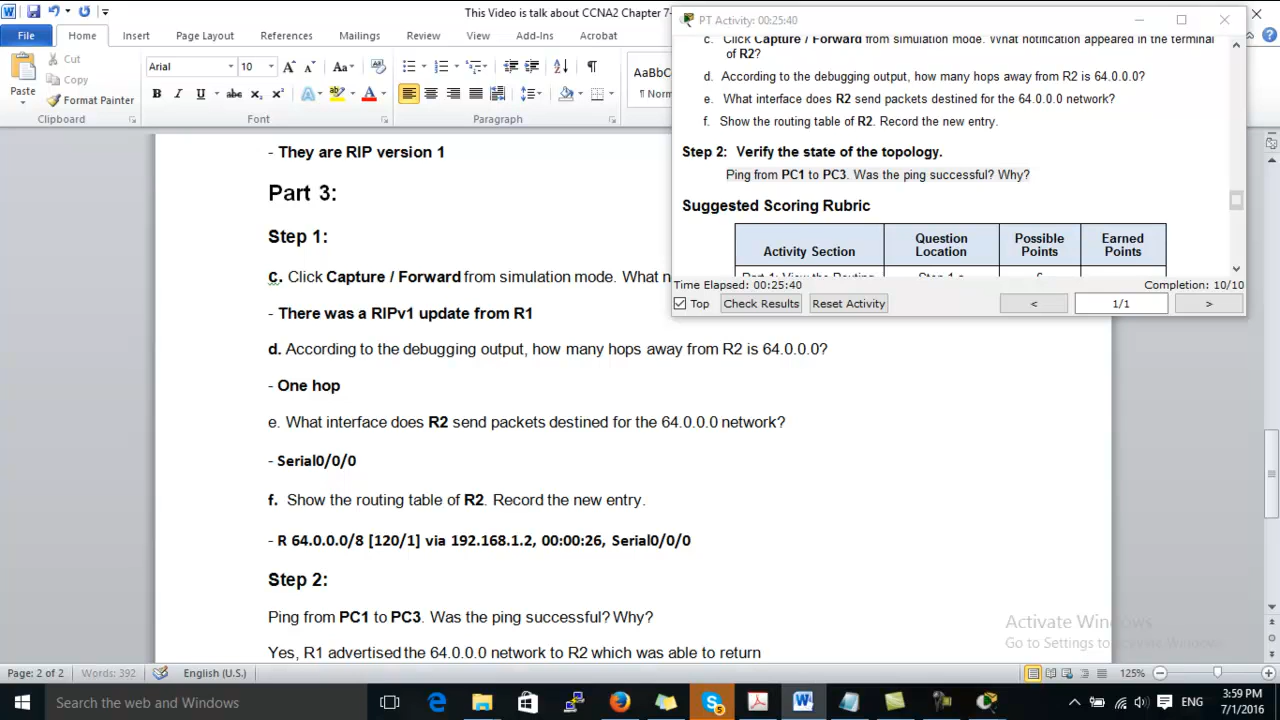 This Video is talk about CCNA2 Chapter 7-
File Home Insert Page Layout References Mailings Review View Add-Ins Acrobat
Paste
Cut
Copy
Format Painter
Clipboard
Arial 10
Font
Paragraph
AaBbC
¶ Norm
PT Activity: 00:25:40
c. Click Capture / Forward from simulation mode. What notification appeared in the terminal
of R2?
d. According to the debugging output, how many hops away from R2 is 64.0.0.0?
e. What interface does R2 send packets destined for the 64.0.0.0 network?
f. Show the routing table of R2. Record the new entry.
Step 2: Verify the state of the topology.
Ping from PC1 to PC3. Was the ping successful? Why?
Suggested Scoring Rubric
Activity Section Question Location Possible Points Earned Points
Part 1: View the Routing Step 1 a 6
Time Elapsed: 00:25:40 Completion: 10/10
Top Check Results Reset Activity < 1/1 >
- They are RIP version 1
Part 3:
Step 1:
c. Click Capture / Forward from simulation mode. What n
- There was a RIPv1 update from R1
d. According to the debugging output, how many hops away from R2 is 64.0.0.0?
- One hop
e. What interface does R2 send packets destined for the 64.0.0.0 network?
- Serial0/0/0
f. Show the routing table of R2. Record the new entry.
- R 64.0.0.0/8 [120/1] via 192.168.1.2, 00:00:26, Serial0/0/0
Step 2:
Ping from PC1 to PC3. Was the ping successful? Why?
Yes, R1 advertised the 64.0.0.0 network to R2 which was able to return
Activate Windows
Go to Settings to activate Windows.
Page: 2 of 2 Words: 392 English (U.S.) 125%
Search the web and Windows
ENG
3:59 PM
7/1/2016